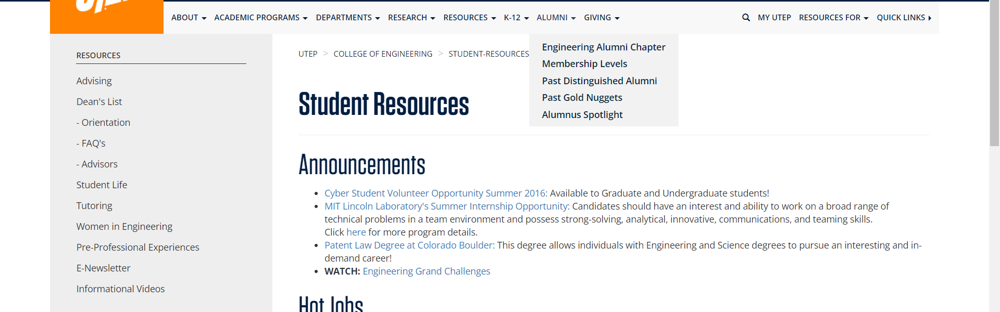 ABOUT ACADEMIC PROGRAMS DEPARTMENTS RESEARCH RESOURCES K-12 ALUMNI GIVING MY UTEP RESOURCES FOR QUICK LINKS
Engineering Alumni Chapter
Membership Levels
Past Distinguished Alumni
Past Gold Nuggets
Alumnus Spotlight
RESOURCES
Advising
Dean's List
- Orientation
- FAQ's
- Advisors
Student Life
Tutoring
Women in Engineering
Pre-Professional Experiences
E-Newsletter
Informational Videos
UTEP > COLLEGE OF ENGINEERING > STUDENT-RESOURCES
Student Resources
Announcements
• Cyber Student Volunteer Opportunity Summer 2016: Available to Graduate and Undergraduate students!
• MIT Lincoln Laboratory's Summer Internship Opportunity: Candidates should have an interest and ability to work on a broad range of
technical problems in a team environment and possess strong-solving, analytical, innovative, communications, and teaming skills.
Click here for more program details.
• Patent Law Degree at Colorado Boulder: This degree allows individuals with Engineering and Science degrees to pursue an interesting and in-
demand career!
• WATCH: Engineering Grand Challenges
Hot Jobs